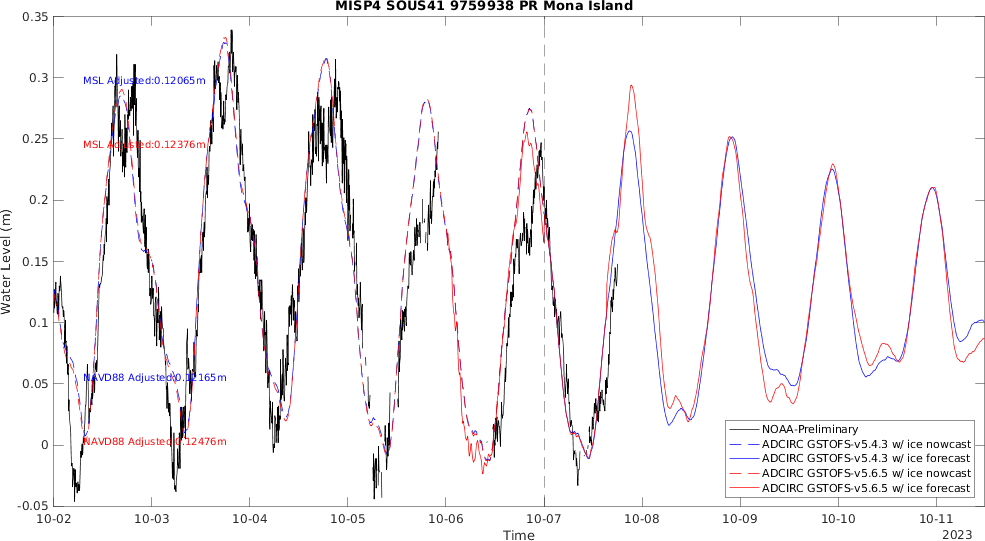 MISP4 SOUS41 9759938 PR Mona Island
0.35
0.3
0.25
0.2
0.15
0.1
0.05
0
-0.05
Water Level (m)
MSL Adjusted:0.12065m
MSL Adjusted:0.12376m
NAVD88 Adjusted:0.12165m
NAVD88 Adjusted:0.12476m
NOAA-Preliminary
ADCIRC GSTOFS-v5.4.3 w/ ice nowcast
ADCIRC GSTOFS-v5.4.3 w/ ice forecast
ADCIRC GSTOFS-v5.6.5 w/ ice nowcast
ADCIRC GSTOFS-v5.6.5 w/ ice forecast
10-02 10-03 10-04 10-05 10-06 10-07 10-08 10-09 10-10 10-11
Time
2023